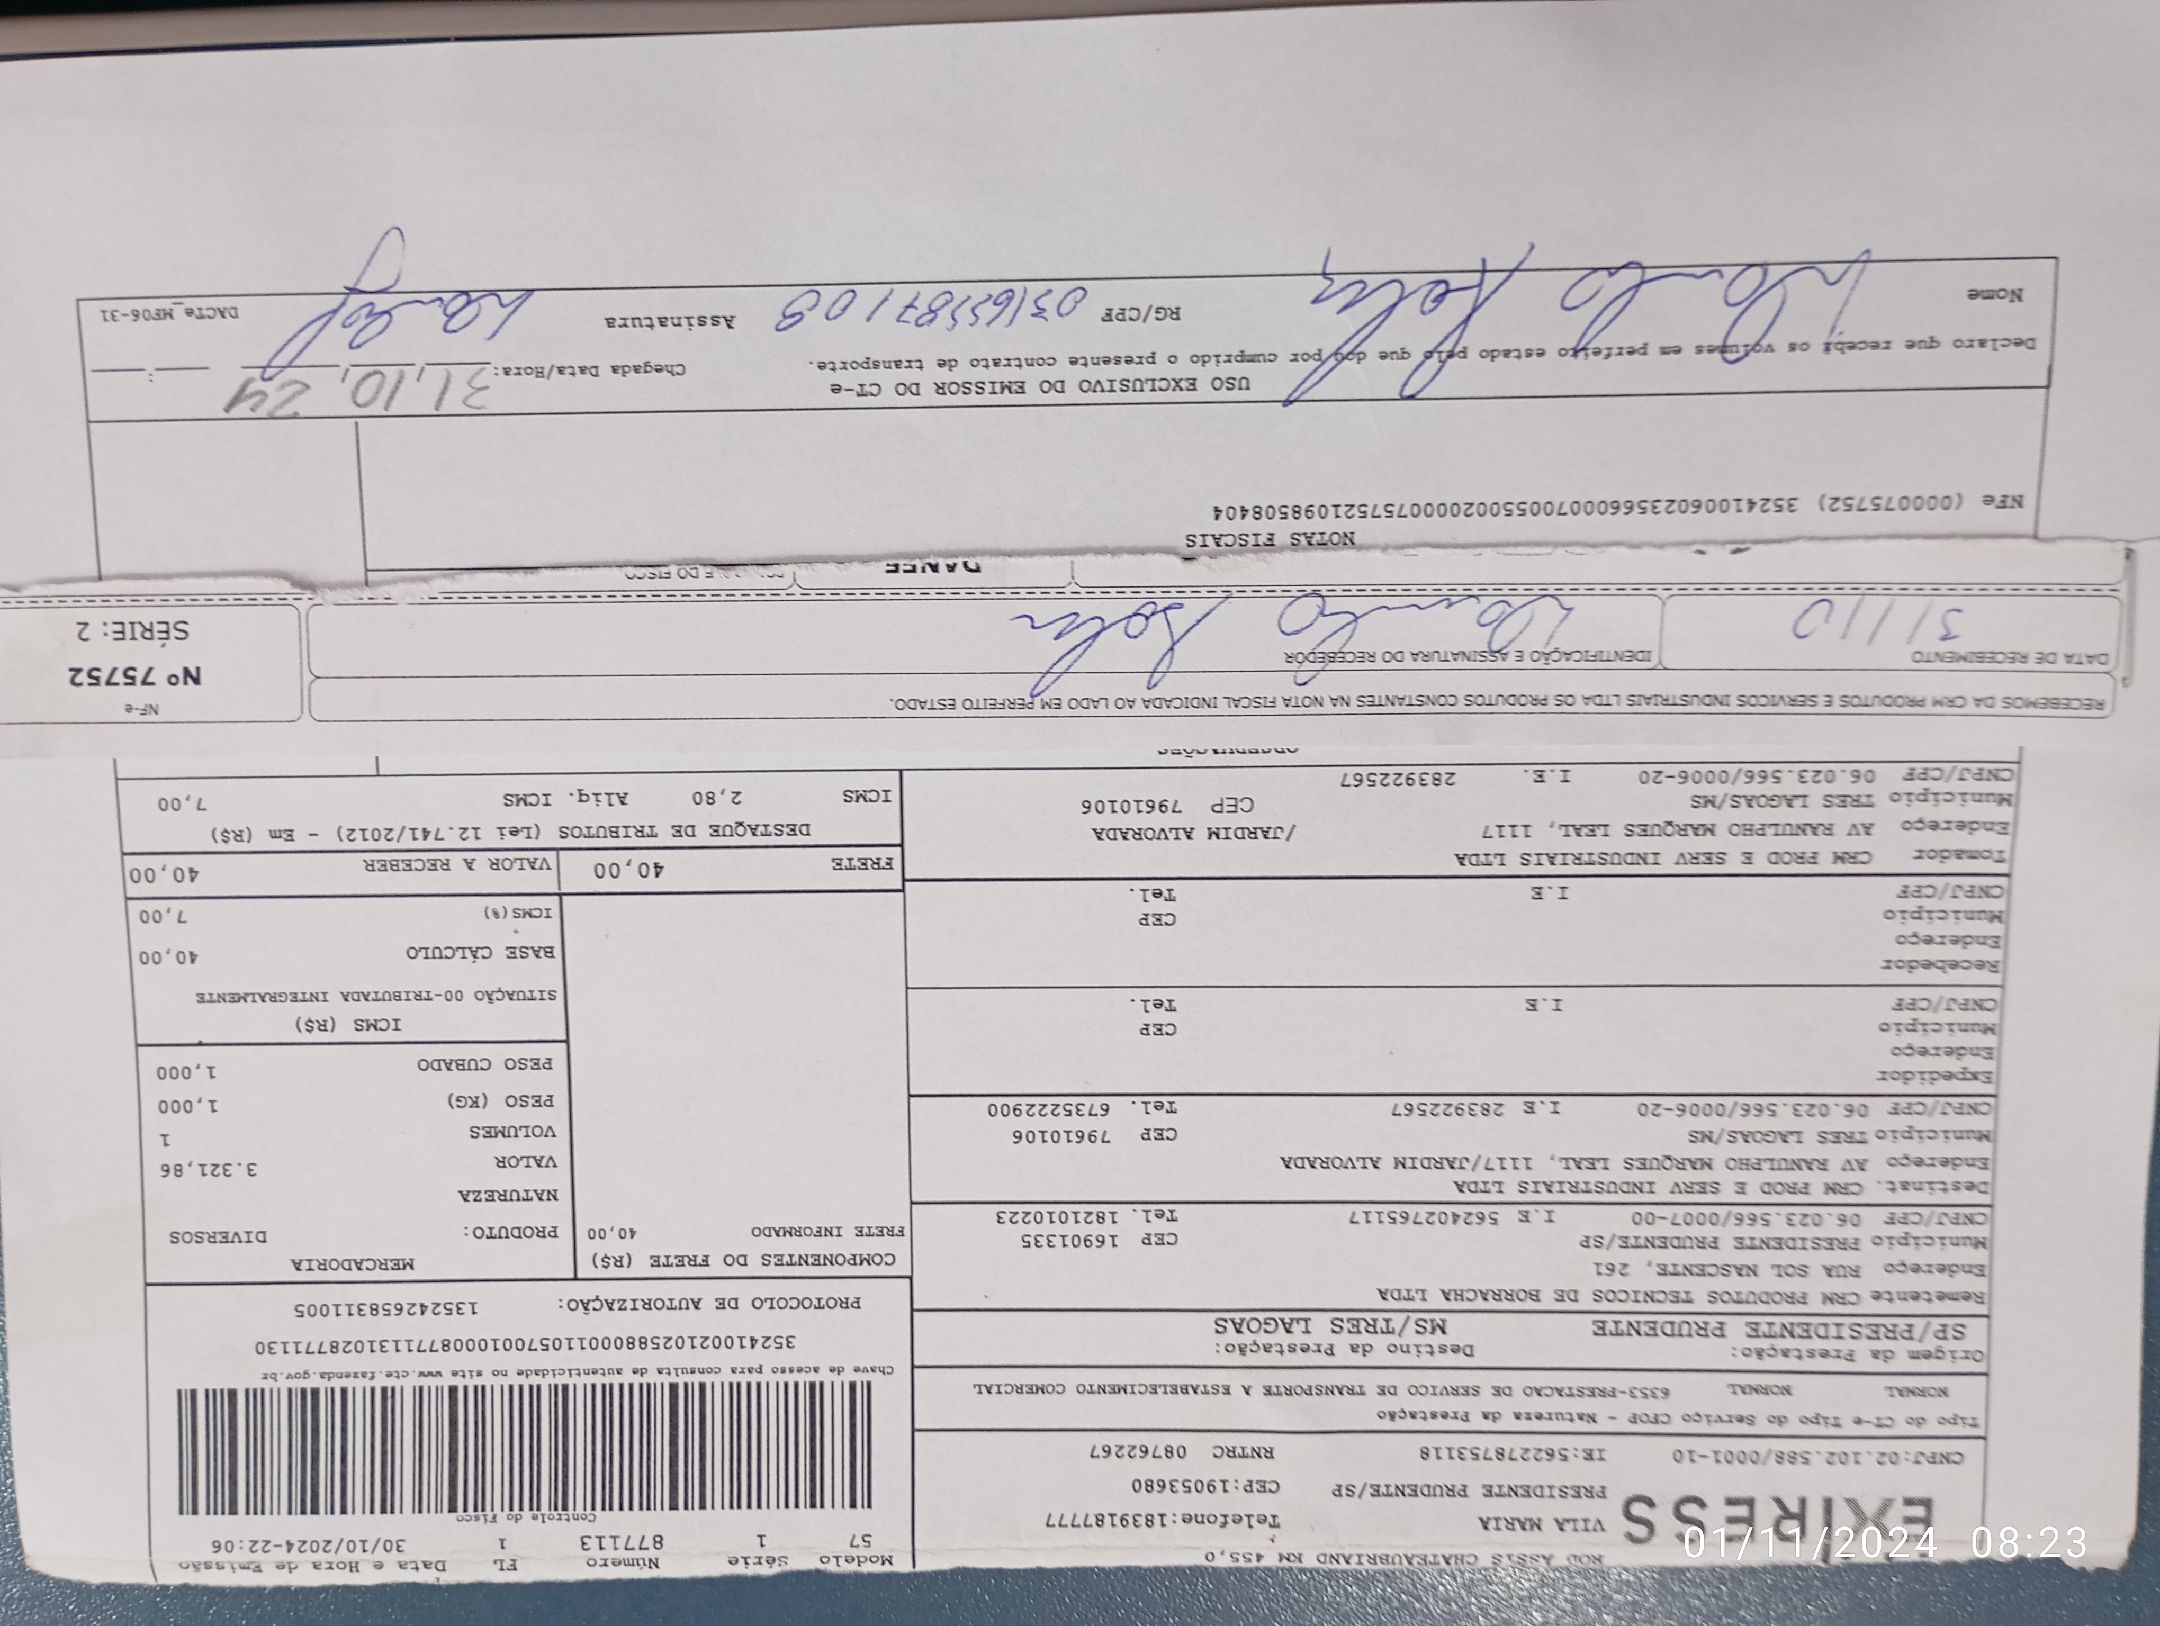 ROD ASSIS CHATEAUBRIAND KM 455,0
EXPRESS VILA MARIA Telefone:1839187777
PRESIDENTE PRUDENTE/SP CEP:19053680
CNPJ:02.102.588/0001-10 IE:562278753118 RNTRC 08762267
Modelo Série Número FL Data e Hora de Emissão
57 1 877113 1 30/10/2024-22:06
Controle do Fisco
Chave de acesso para consulta de autenticidade no site www.cte.fazenda.gov.br
35241002102588000110570010008771131028771130
PROTOCOLO DE AUTORIZAÇÃO: 135242658311005
Tipo do CT-e Tipo do Serviço CFOP - Natureza da Prestação
NORMAL NORMAL 6353-PRESTACAO DE SERVICO DE TRANSPORTE A ESTABELECIMENTO COMERCIAL
Origem da Prestação: Destino da Prestação:
SP/PRESIDENTE PRUDENTE MS/TRES LAGOAS
Remetente CRM PRODUTOS TECNICOS DE BORRACHA LTDA
Endereço RUA SOL NASCENTE, 261
Município PRESIDENTE PRUDENTE/SP CEP 16901335
CNPJ/CPF 06.023.566/0007-00 I.E 562402765117 Tel. 1821010223
Destinat. CRM PROD E SERV INDUSTRIAIS LTDA
Endereço AV RANULPHO MARQUES LEAL, 1117/JARDIM ALVORADA
Município TRES LAGOAS/MS CEP 79610106
CNPJ/CPF 06.023.566/0006-20 I.E 283922567 Tel. 6735222900
Expedidor
Endereço
Município CEP
CNPJ/CPF I.E Tel.
Recebedor
Endereço
Município CEP
CNPJ/CPF I.E Tel.
Tomador CRM PROD E SERV INDUSTRIAIS LTDA
Endereço AV RANULPHO MARQUES LEAL, 1117 /JARDIM ALVORADA
Município TRES LAGOAS/MS CEP 79610106
CNPJ/CPF 06.023.566/0006-20 I.E. 283922567
COMPONENTES DO FRETE (R$)
FRETE INFORMADO 40,00
MERCADORIA
PRODUTO: DIVERSOS
NATUREZA
VALOR 3.321,86
VOLUMES 1
PESO (KG) 1,000
PESO CUBADO 1,000
ICMS (R$)
SITUAÇÃO 00-TRIBUTADA INTEGRALMENTE
BASE CÁLCULO 40,00
ICMS(%) 7,00
FRETE 40,00 VALOR A RECEBER 40,00
DESTAQUE DE TRIBUTOS (Lei 12.741/2012) - Em (R$)
ICMS 2,80 Aliq. ICMS 7,00
RECEBEMOS DA CRM PRODUTOS E SERVICOS INDUSTRIAIS LTDA OS PRODUTOS CONSTANTES NA NOTA FISCAL INDICADA AO LADO EM PERFEITO ESTADO.
DATA DE RECEBIMENTO IDENTIFICAÇÃO E ASSINATURA DO RECEBEDOR
31/10
NF-e
Nº 75752
SÉRIE: 2
DANFE
NOTAS FISCAIS
NFe (000075752) 35241006023566000700550020000757521098508404
USO EXCLUSIVO DO EMISSOR DO CT-e
Declaro que recebi os volumes em perfeito estado pelo que dou por cumprido o presente contrato de transporte.
Chegada Data/Hora: 31/10/24
Nome RG/CPF Assinatura
DACTe_MF06-31
01/11/2024 08:23